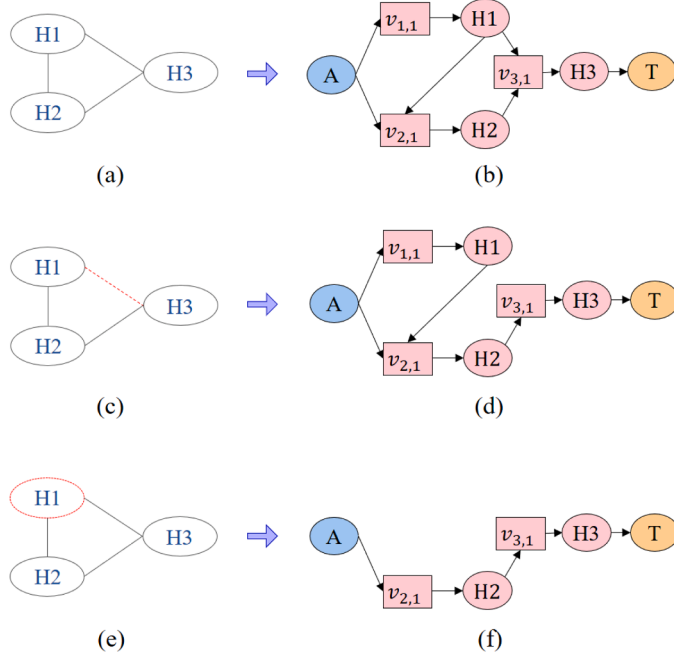 H1
H3
H2
(a)
A
v₁,₁
H1
v₃,₁
H3
T
v₂,₁
H2
(b)
H1
H3
H2
(c)
A
v₁,₁
H1
v₃,₁
H3
T
v₂,₁
H2
(d)
H1
H3
H2
(e)
A
v₃,₁
H3
T
v₂,₁
H2
(f)